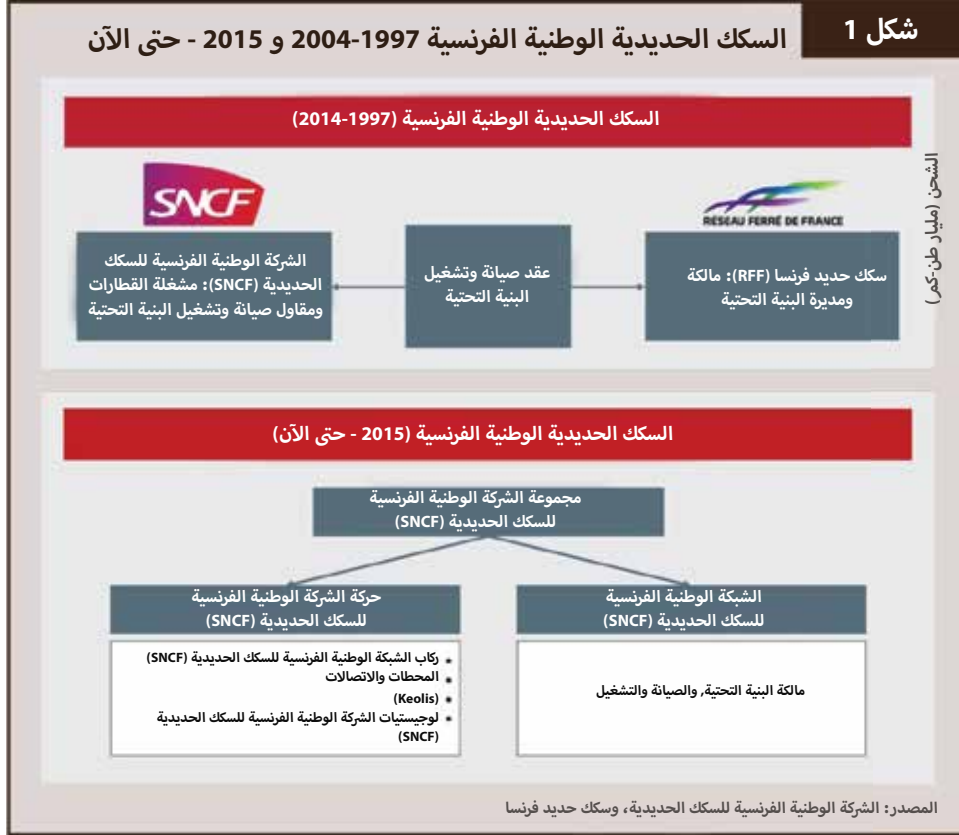 شكل 1
السكك الحديدية الوطنية الفرنسية 1997-2004 و 2015 - حتى الآن
السكك الحديدية الوطنية الفرنسية (1997-2014)
الشحن (مليار طن-كم)
RÉSEAU FERRÉ DE FRANCE
SNCF
سكك حديد فرنسا (RFF): مالكة
ومديرة البنية التحتية
عقد صيانة وتشغيل
البنية التحتية
الشركة الوطنية الفرنسية للسكك
الحديدية (SNCF): مشغلة القطارات
ومقاول صيانة وتشغيل البنية التحتية
السكك الحديدية الوطنية الفرنسية (2015 - حتى الآن)
مجموعة الشركة الوطنية الفرنسية
للسكك الحديدية (SNCF)
الشبكة الوطنية الفرنسية
للسكك الحديدية (SNCF)
مالكة البنية التحتية, والصيانة والتشغيل
حركة الشركة الوطنية الفرنسية
للسكك الحديدية (SNCF)
• ركاب الشبكة الوطنية الفرنسية للسكك الحديدية (SNCF)
• المحطات والاتصالات
• (Keolis)
• لوجيستيات الشركة الوطنية الفرنسية للسكك الحديدية
(SNCF)
المصدر: الشركة الوطنية الفرنسية للسكك الحديدية، وسكك حديد فرنسا